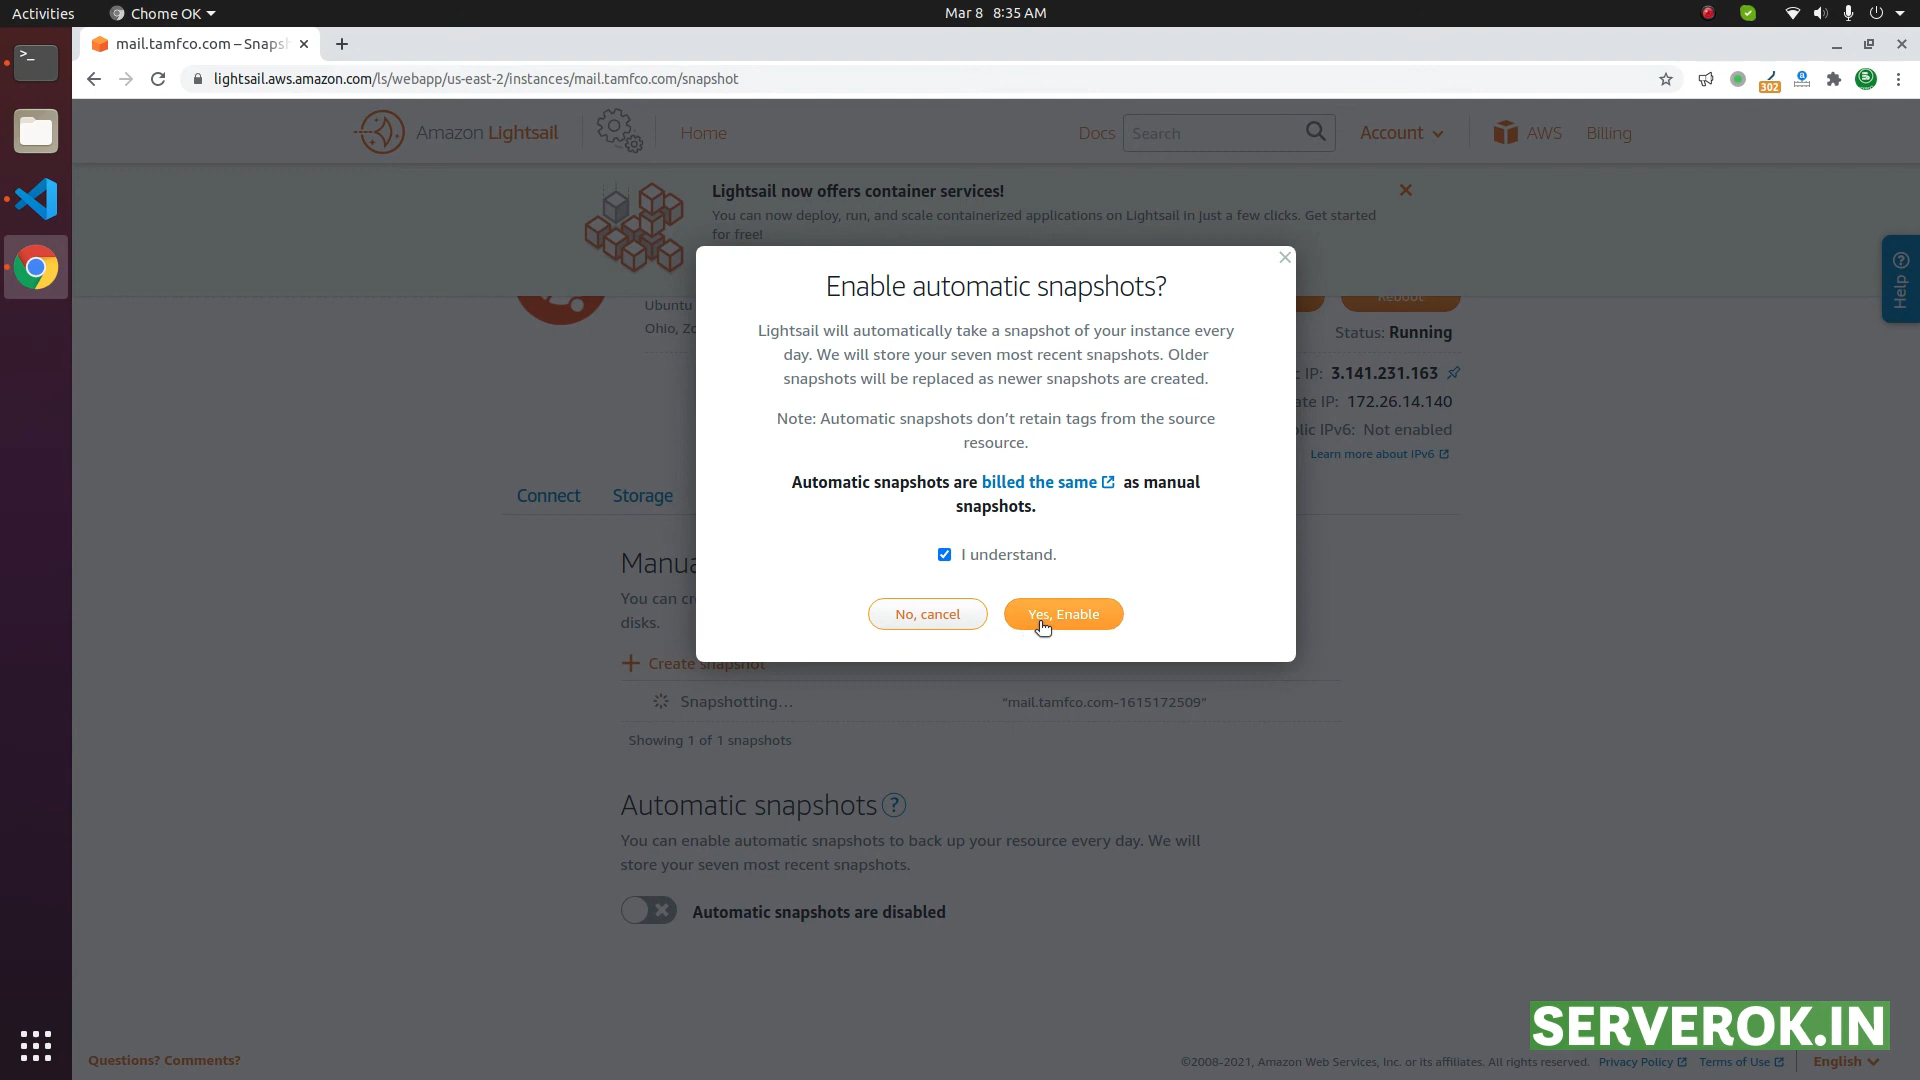 Activities
Chome OK
Mar 8 8:35 AM
mail.tamfco.com – Snapsh
lightsail.aws.amazon.com/ls/webapp/us-east-2/instances/mail.tamfco.com/snapshot
302
Amazon Lightsail
Home
Docs
Search
Account
AWS
Billing
Lightsail now offers container services!
You can now deploy, run, and scale containerized applications on Lightsail in just a few clicks. Get started
for free!
Help
Enable automatic snapshots?
Ubuntu
Reboot
Lightsail will automatically take a snapshot of your instance every
day. We will store your seven most recent snapshots. Older
snapshots will be replaced as newer snapshots are created.
Ohio, Zo
Status: Running
IP: 3.141.231.163
ate IP: 172.26.14.140
Note: Automatic snapshots don't retain tags from the source
resource.
lic IPv6: Not enabled
Learn more about IPv6
Automatic snapshots are billed the same as manual
snapshots.
Connect
Storage
I understand.
Manua
You can cr
disks.
No, cancel
Yes, Enable
Create snapshot
Snapshotting...
"mail.tamfco.com-1615172509"
Showing 1 of 1 snapshots
Automatic snapshots ?
You can enable automatic snapshots to back up your resource every day. We will
store your seven most recent snapshots.
Automatic snapshots are disabled
SERVEROK.IN
Questions? Comments?
©2008-2021, Amazon Web Services, Inc. or its affiliates. All rights reserved.
Privacy Policy
Terms of Use
English